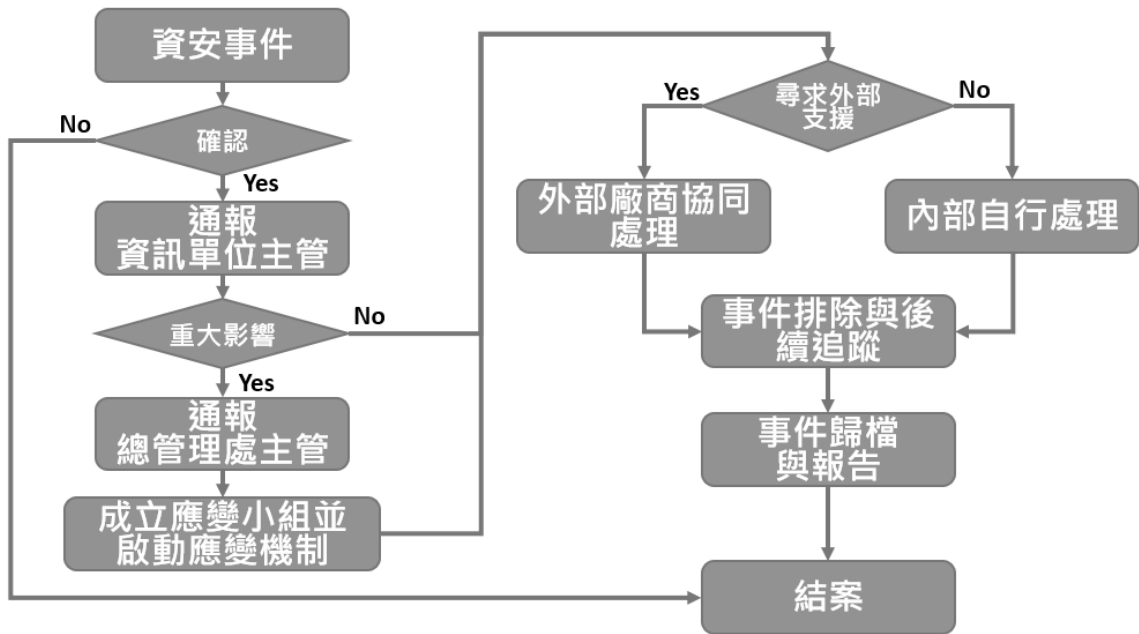 資安事件
No
確認
Yes
通報
資訊單位主管
重大影響
No
Yes
通報
總管理處主管
成立應變小組並
啟動應變機制
尋求外部
支援
Yes
No
外部廠商協同
處理
內部自行處理
事件排除與後
續追蹤
事件歸檔
與報告
結案